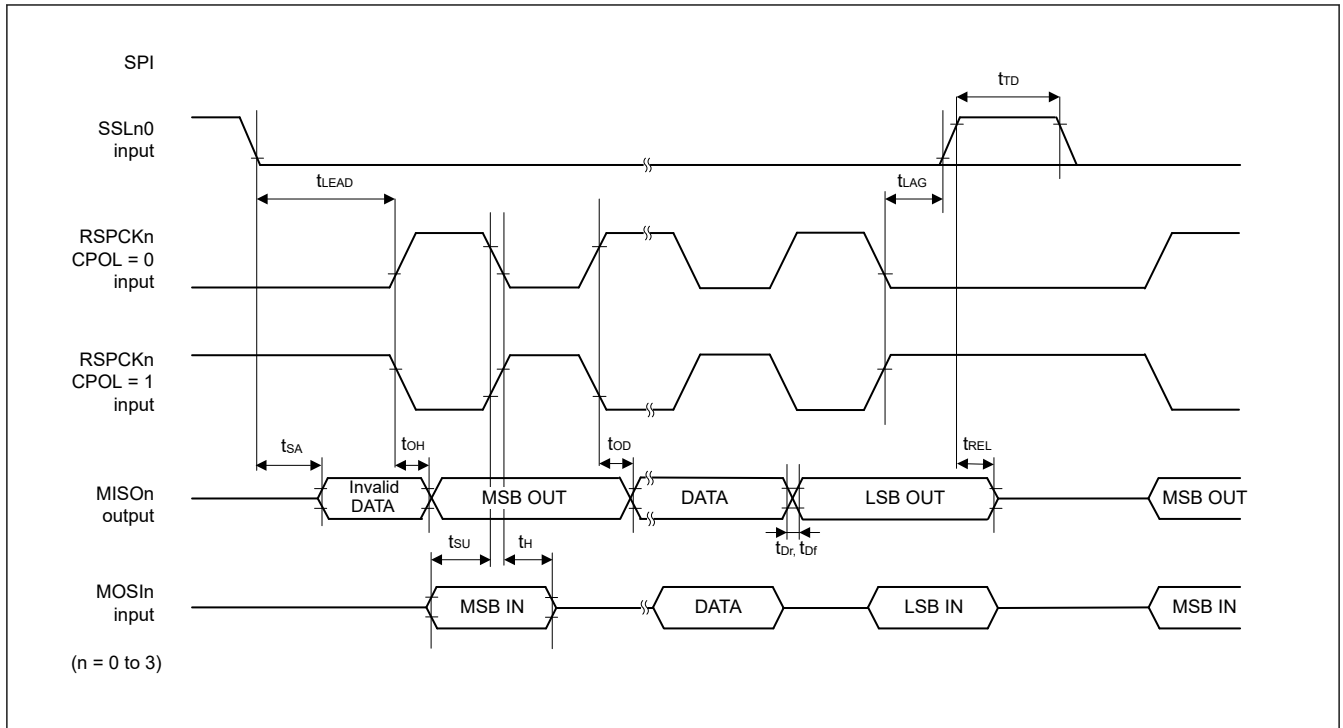 SPI
tTD
SSLn0
input
tLEAD
tLAG
RSPCKn
CPOL = 0
input
RSPCKn
CPOL = 1
input
tSA
tOH
tOD
tREL
MISOn
output
Invalid
DATA
MSB OUT
DATA
LSB OUT
MSB OUT
tSU
tH
tDr, tDf
MOSIn
input
MSB IN
DATA
LSB IN
MSB IN
(n = 0 to 3)